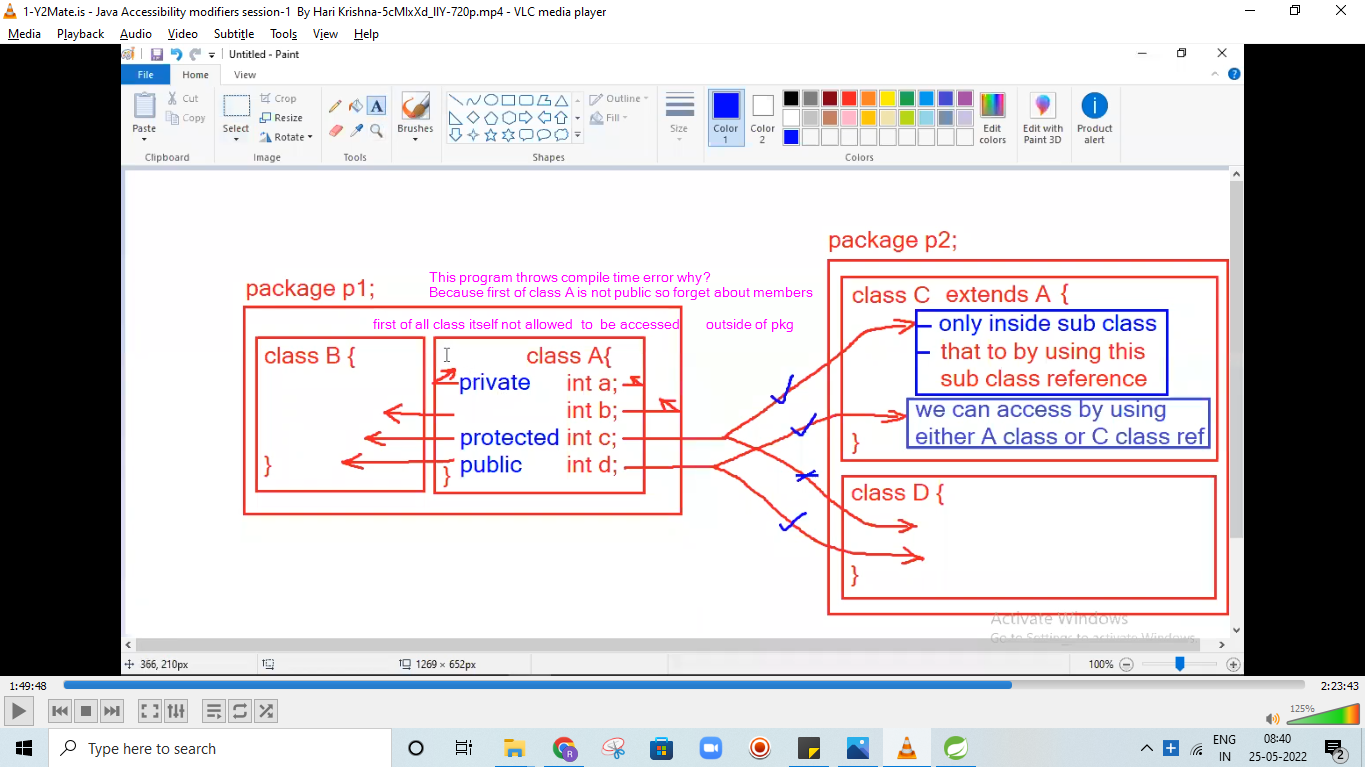 1-Y2Mate.is - Java Accessibility modifiers session-1 By Hari Krishna-5cMlxXd_lIY-720p.mp4 - VLC media player
Media Playback Audio Video Subtitle Tools View Help
Untitled - Paint
File Home View
Paste Cut Copy
Select Crop Resize Rotate
Brushes
Outline Fill
Size
Color 1 Color 2
Edit colors
Edit with Paint 3D
Product alert
Clipboard Image Tools Shapes Colors
package p2;
package p1;
This program throws compile time error why?
Because first of class A is not public so forget about members
first of all class itself not allowed to be accessed outside of pkg
class B {
}
class A{
private int a;
int b;
protected int c;
public int d;
}
class C extends A {
only inside sub class
that to by using this
sub class reference
we can access by using
either A class or C class ref
}
class D {
}
Activate Windows
Go to Settings to activate Windows.
366, 210px
1269 × 652px
100%
1:49:48
2:23:43
125%
Type here to search
ENG
IN
08:40
25-05-2022
2